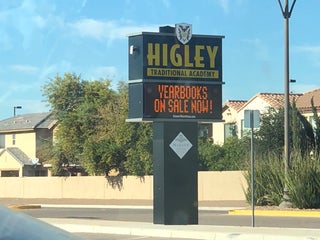 HIGLEY
TRADITIONAL ACADEMY
YEARBOOKS
ON SALE NOW!